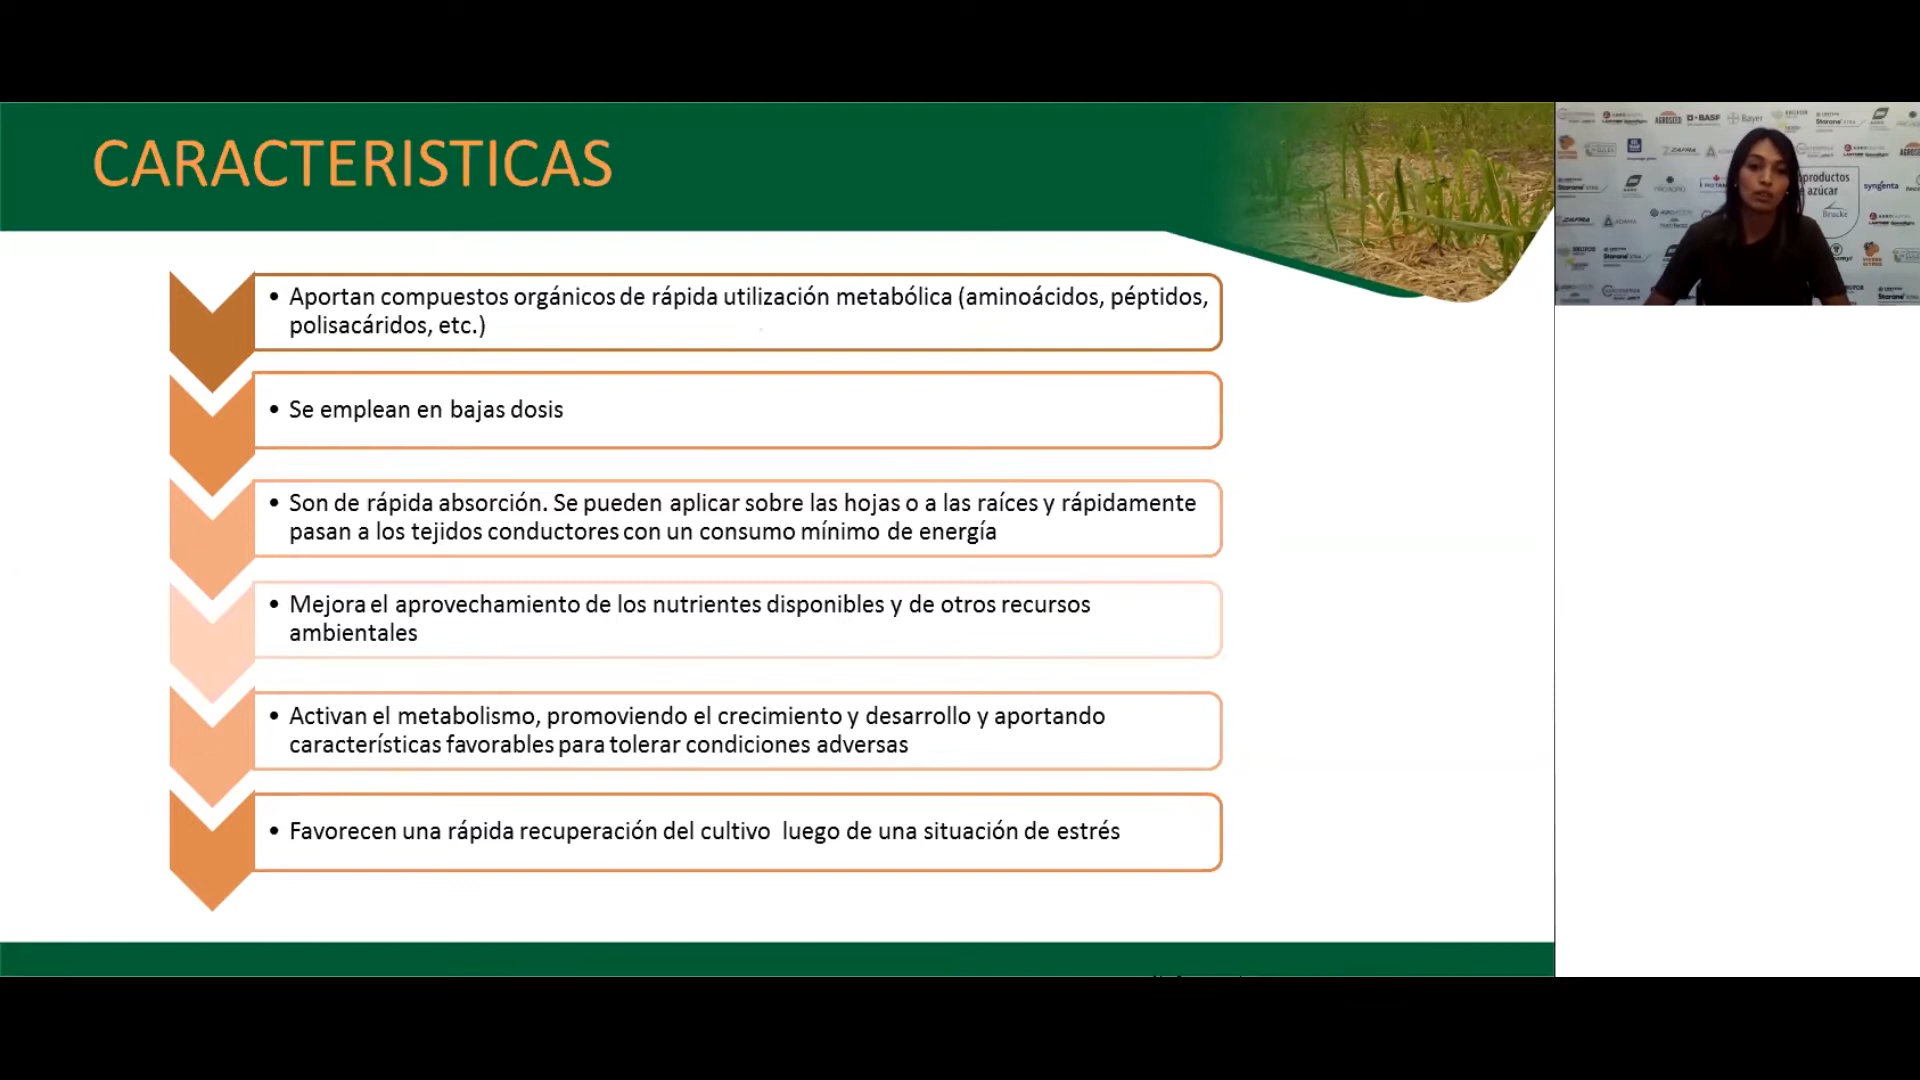 CARACTERISTICAS
• Aportan compuestos orgánicos de rápida utilización metabólica (aminoácidos, péptidos,
polisacáridos, etc.)
• Se emplean en bajas dosis
• Son de rápida absorción. Se pueden aplicar sobre las hojas o a las raíces y rápidamente
pasan a los tejidos conductores con un consumo mínimo de energía
• Mejora el aprovechamiento de los nutrientes disponibles y de otros recursos
ambientales
• Activan el metabolismo, promoviendo el crecimiento y desarrollo y aportando
características favorables para tolerar condiciones adversas
• Favorecen una rápida recuperación del cultivo luego de una situación de estrés
AGROSEED
BASF
Bayer
ZAFRA
syngenta